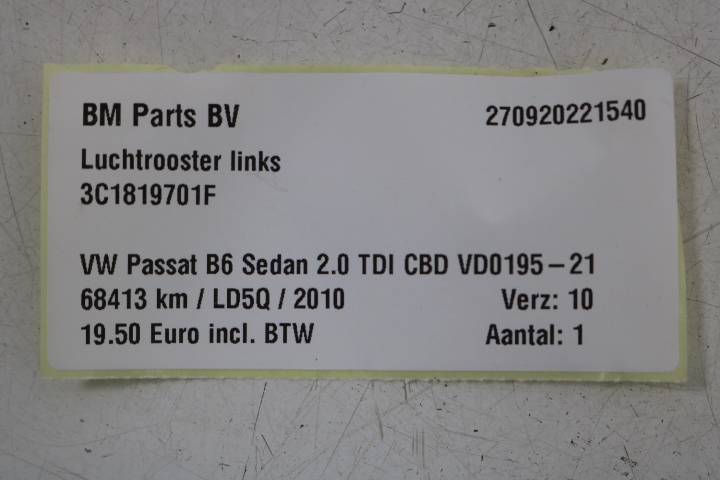 BM Parts BV 270920221540
Luchtrooster links
3C1819701F
VW Passat B6 Sedan 2.0 TDI CBD VD0195-21
68413 km / LD5Q / 2010 Verz: 10
19.50 Euro incl. BTW Aantal: 1